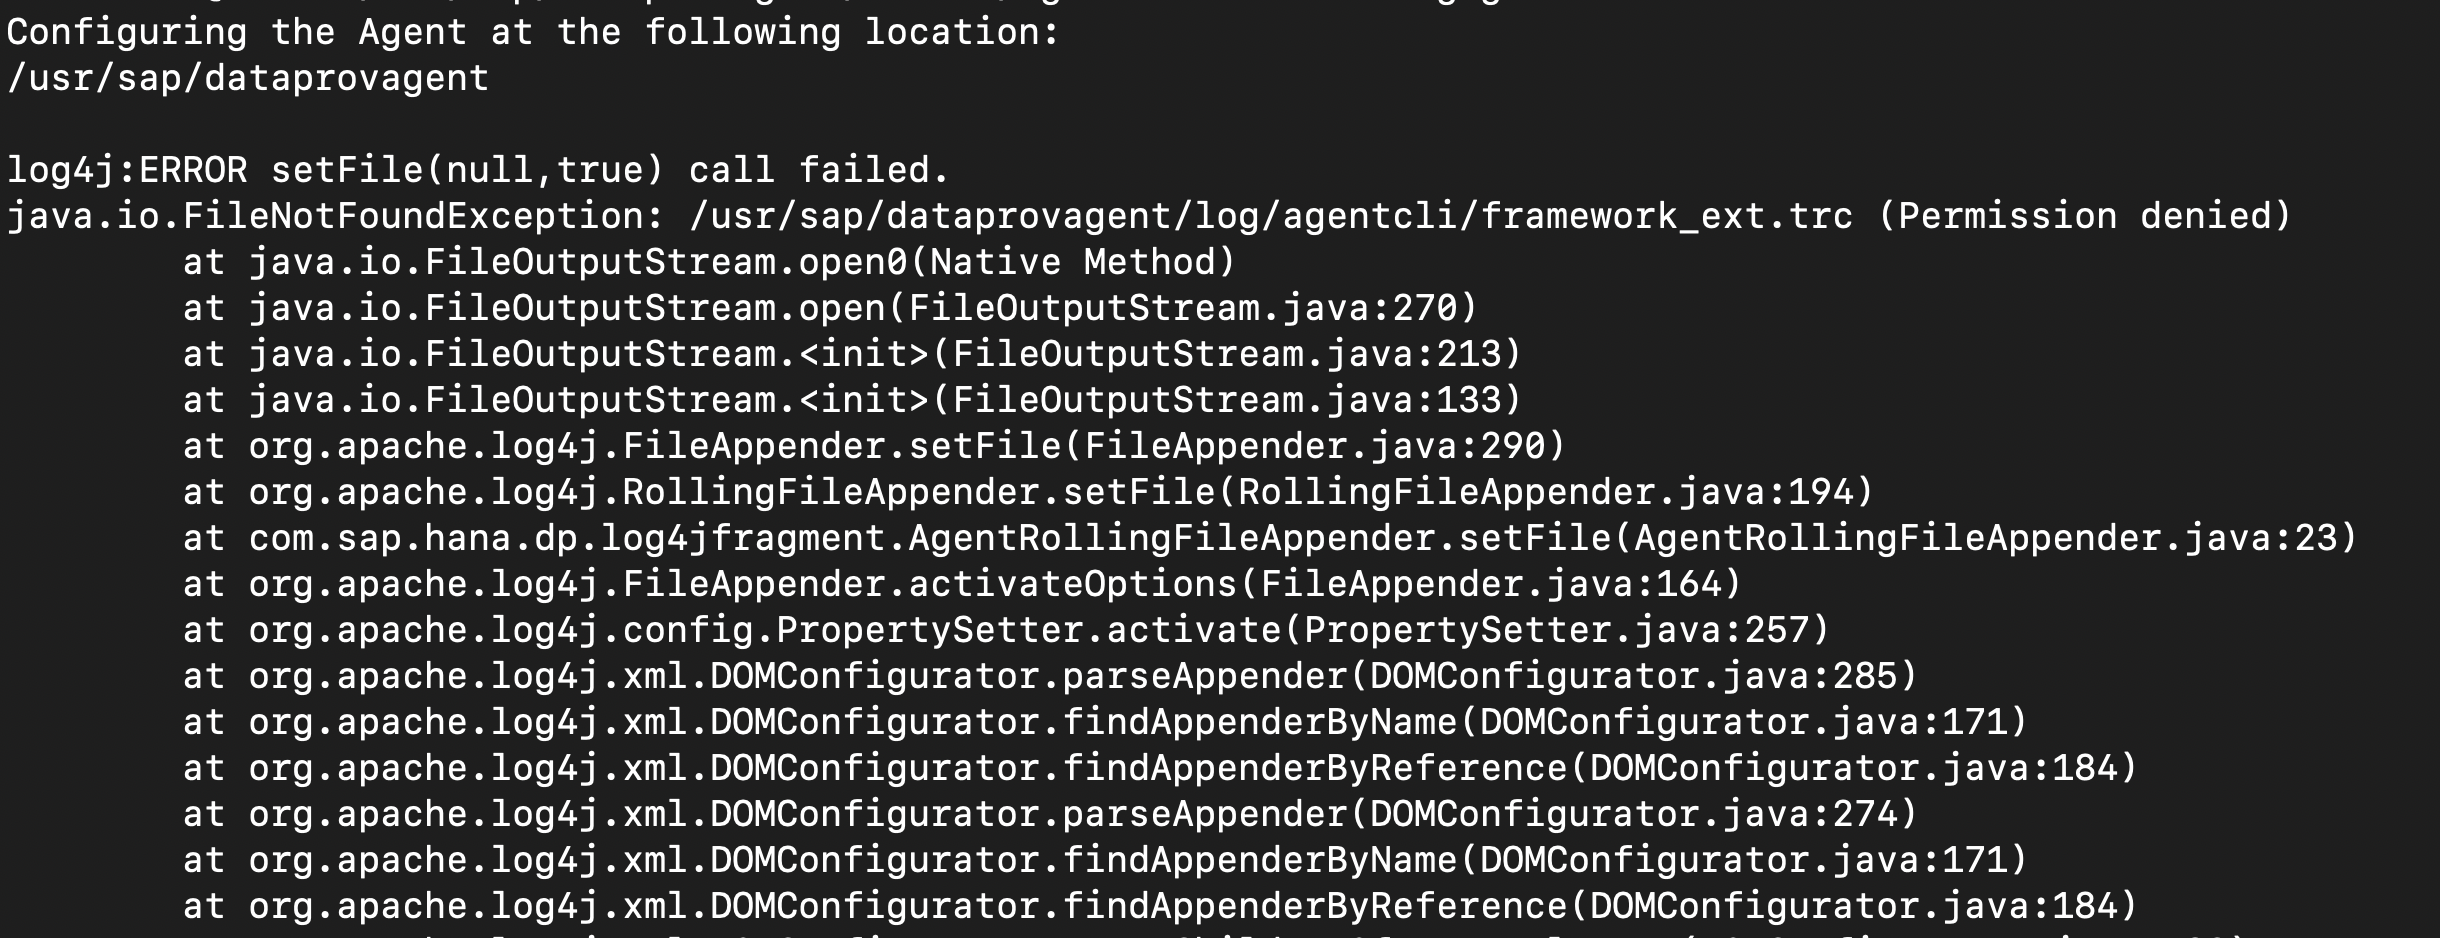 Configuring the Agent at the following location:
/usr/sap/dataprovagent
log4j:ERROR setFile(null,true) call failed.
java.io.FileNotFoundException: /usr/sap/dataprovagent/log/agentcli/framework_ext.trc (Permission denied)
at java.io.FileOutputStream.open0(Native Method)
at java.io.FileOutputStream.open(FileOutputStream.java:270)
at java.io.FileOutputStream.<init>(FileOutputStream.java:213)
at java.io.FileOutputStream.<init>(FileOutputStream.java:133)
at org.apache.log4j.FileAppender.setFile(FileAppender.java:290)
at org.apache.log4j.RollingFileAppender.setFile(RollingFileAppender.java:194)
at com.sap.hana.dp.log4jfragment.AgentRollingFileAppender.setFile(AgentRollingFileAppender.java:23)
at org.apache.log4j.FileAppender.activateOptions(FileAppender.java:164)
at org.apache.log4j.config.PropertySetter.activate(PropertySetter.java:257)
at org.apache.log4j.xml.DOMConfigurator.parseAppender(DOMConfigurator.java:285)
at org.apache.log4j.xml.DOMConfigurator.findAppenderByName(DOMConfigurator.java:171)
at org.apache.log4j.xml.DOMConfigurator.findAppenderByReference(DOMConfigurator.java:184)
at org.apache.log4j.xml.DOMConfigurator.parseAppender(DOMConfigurator.java:274)
at org.apache.log4j.xml.DOMConfigurator.findAppenderByName(DOMConfigurator.java:171)
at org.apache.log4j.xml.DOMConfigurator.findAppenderByReference(DOMConfigurator.java:184)